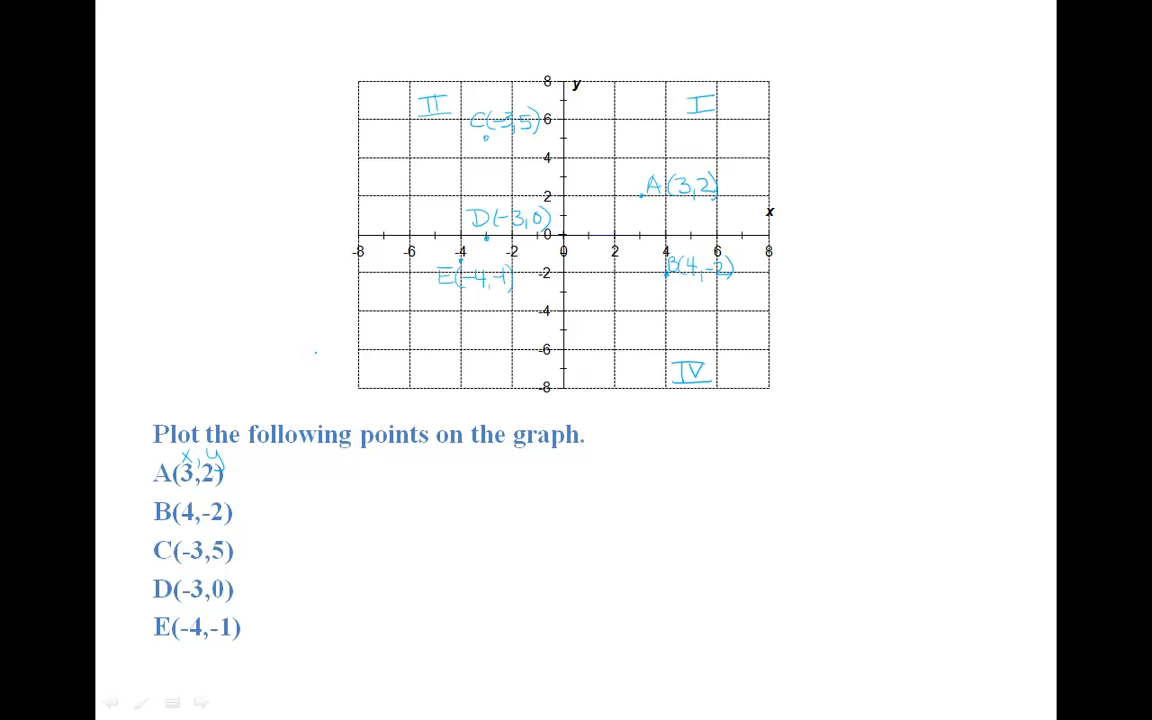 8 y
II I
C(-3,5) 6
4
A(3,2)
2
D(-3,0) 0 x
-8 -6 -4 -2 0 2 4 6 8
E(-4,-1) -2 B(4,-2)
-4
-6
IV
-8
Plot the following points on the graph.
x, y
A(3,2)
B(4,-2)
C(-3,5)
D(-3,0)
E(-4,-1)